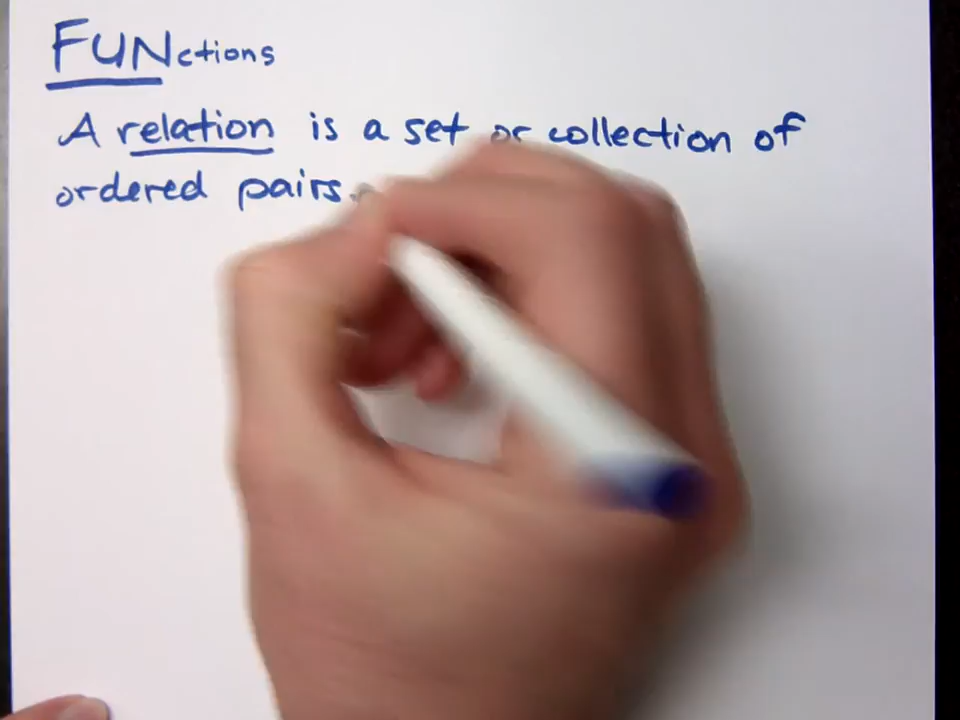 FUNctions
A relation is a set or collection of
ordered pairs.